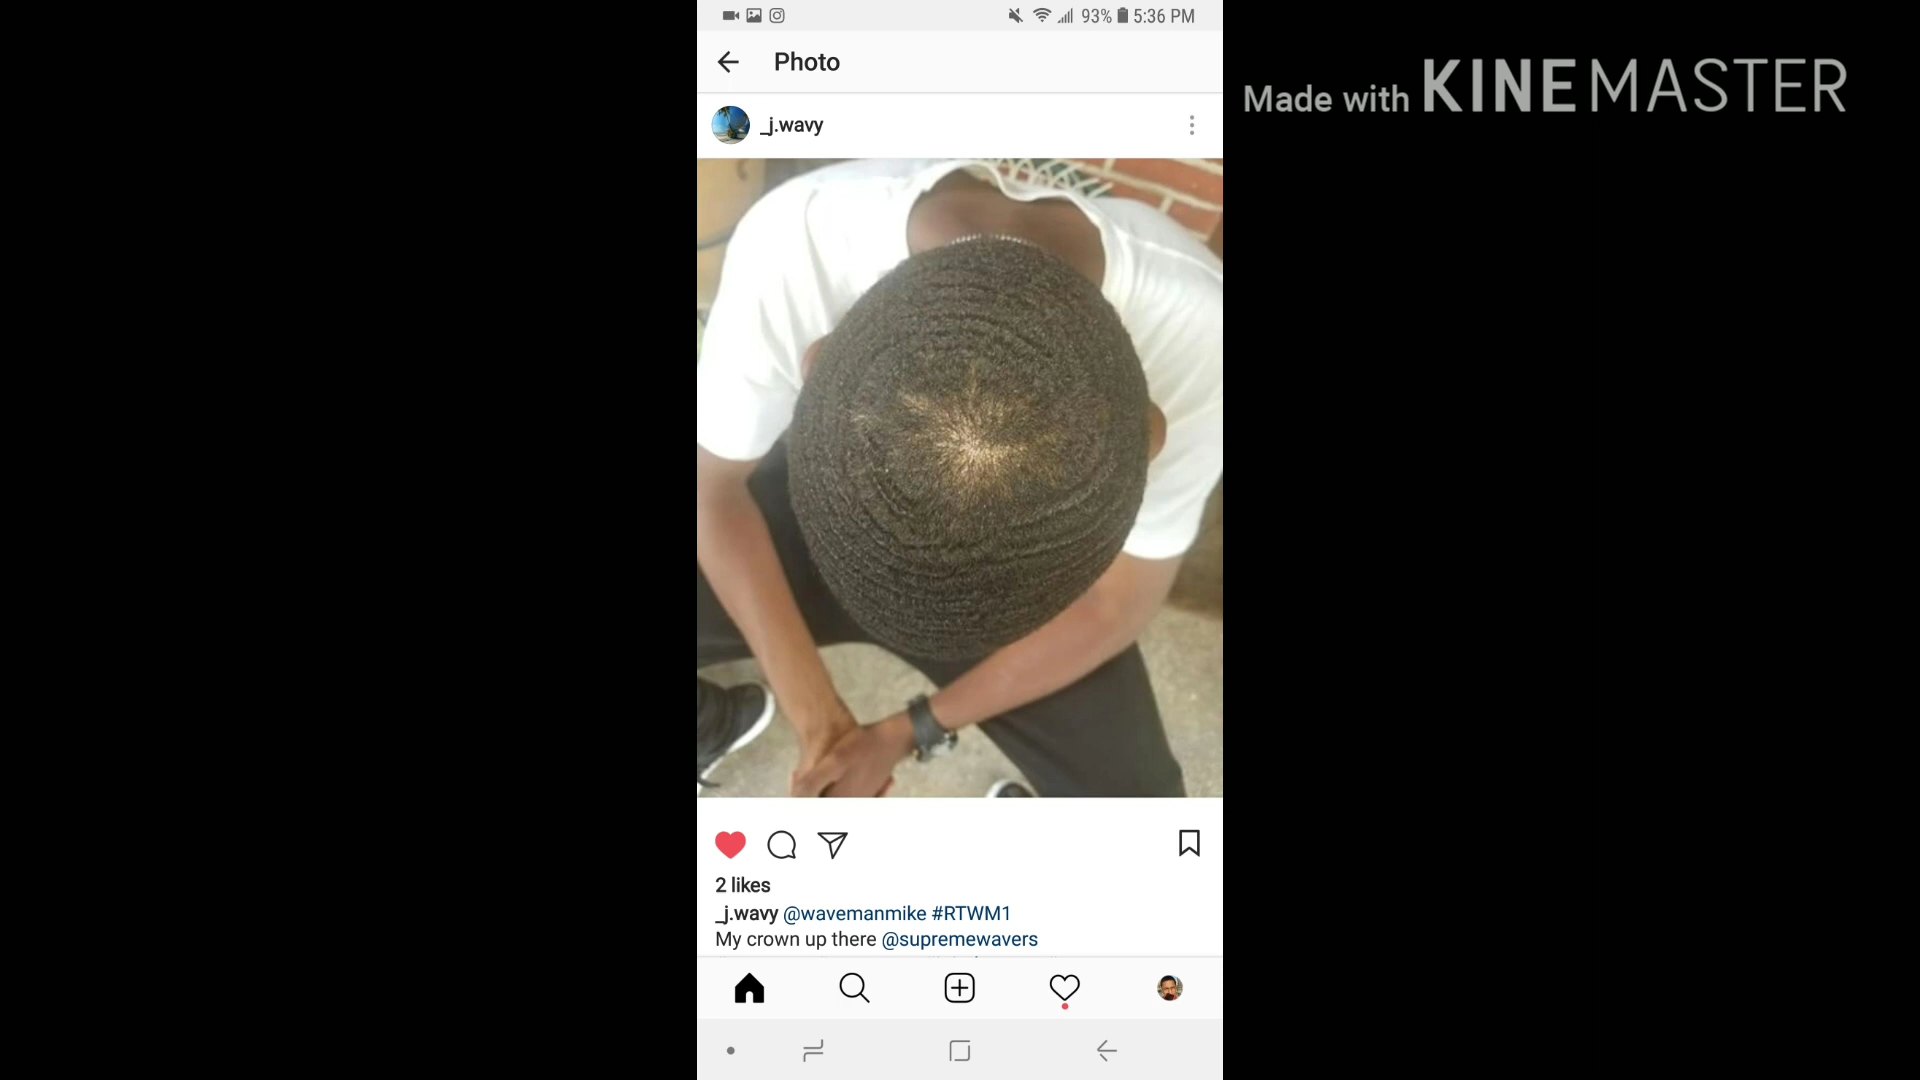 93% 5:36 PM
Photo
Made with KINEMASTER
_j.wavy
2 likes
_j.wavy @wavemanmike #RTWM1
My crown up there @supremewavers